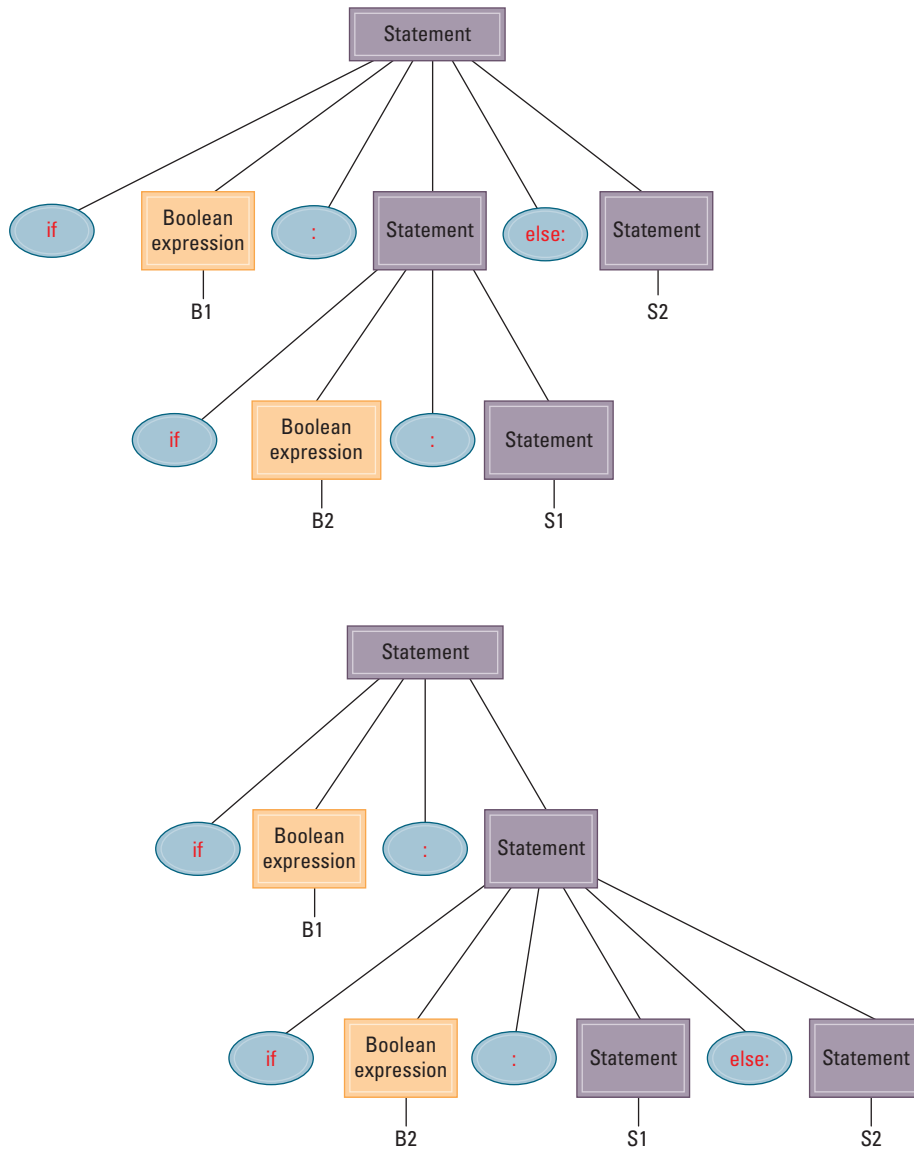 Statement
if
Boolean
expression
:
Statement
else:
Statement
B1
S2
if
Boolean
expression
:
Statement
B2
S1
Statement
if
Boolean
expression
:
Statement
B1
if
Boolean
expression
:
Statement
else:
Statement
B2
S1
S2